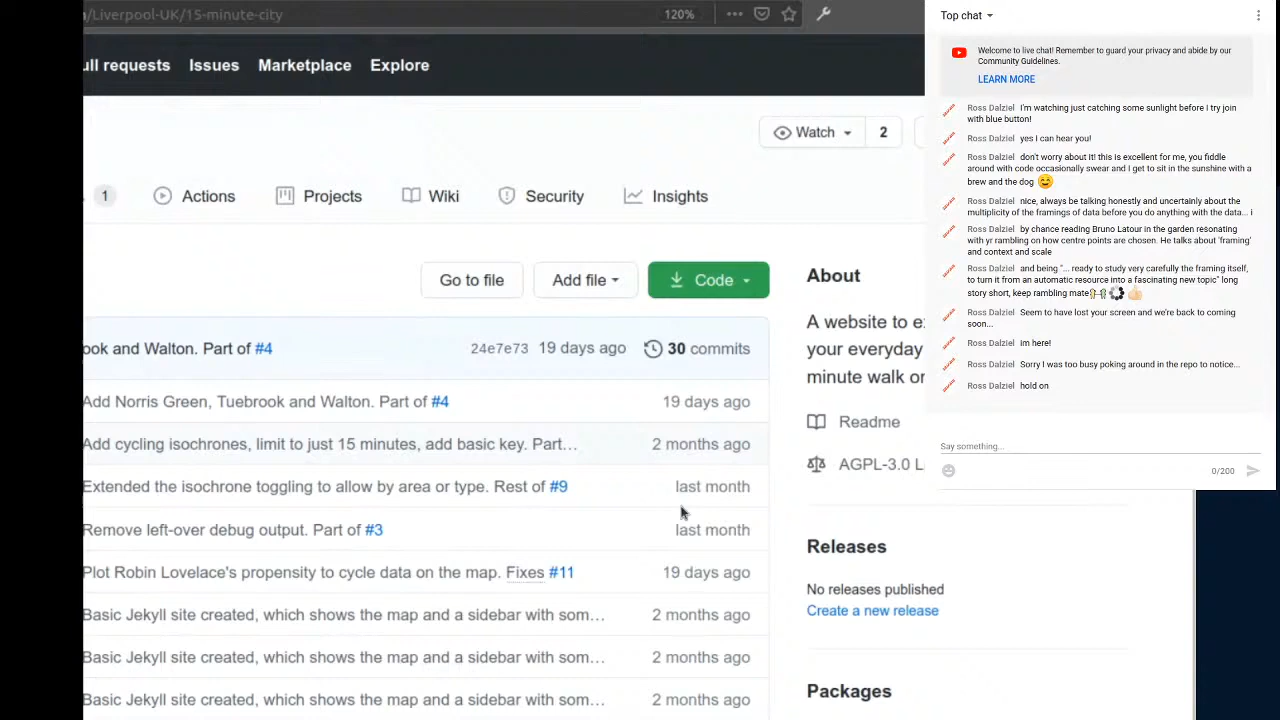 /Liverpool-UK/15-minute-city
120%
ull requests Issues Marketplace Explore
Watch 2
1 Actions Projects Wiki Security Insights
Go to file Add file Code
ook and Walton. Part of #4 24e7e73 19 days ago 30 commits
Add Norris Green, Tuebrook and Walton. Part of #4 19 days ago
Add cycling isochrones, limit to just 15 minutes, add basic key. Part… 2 months ago
Extended the isochrone toggling to allow by area or type. Rest of #9 last month
Remove left-over debug output. Part of #3 last month
Plot Robin Lovelace's propensity to cycle data on the map. Fixes #11 19 days ago
Basic Jekyll site created, which shows the map and a sidebar with som… 2 months ago
Basic Jekyll site created, which shows the map and a sidebar with som… 2 months ago
Basic Jekyll site created, which shows the map and a sidebar with som… 2 months ago
About
A website to e
your everyday
minute walk or
Readme
AGPL-3.0 L
Releases
No releases published
Create a new release
Packages
Top chat
Welcome to live chat! Remember to guard your privacy and abide by our
Community Guidelines.
LEARN MORE
Ross Dalziel I'm watching just catching some sunlight before I try join
with blue button!
Ross Dalziel yes I can hear you!
Ross Dalziel don't worry about it! this is excellent for me, you fiddle
around with code occasionally swear and I get to sit in the sunshine with a
brew and the dog 😊
Ross Dalziel nice, always be talking honestly and uncertainly about the
multiplicity of the framings of data before you do anything with the data... i
Ross Dalziel by chance reading Bruno Latour in the garden resonating
with yr rambling on how centre points are chosen. He talks about 'framing'
and context and scale
Ross Dalziel and being "... ready to study very carefully the framing itself,
to turn it from an automatic resource into a fascinating new topic" long
story short, keep rambling mate
Ross Dalziel Seem to have lost your screen and we're back to coming
soon...
Ross Dalziel im here!
Ross Dalziel Sorry I was too busy poking around in the repo to notice...
Ross Dalziel hold on
Say something...
0/200